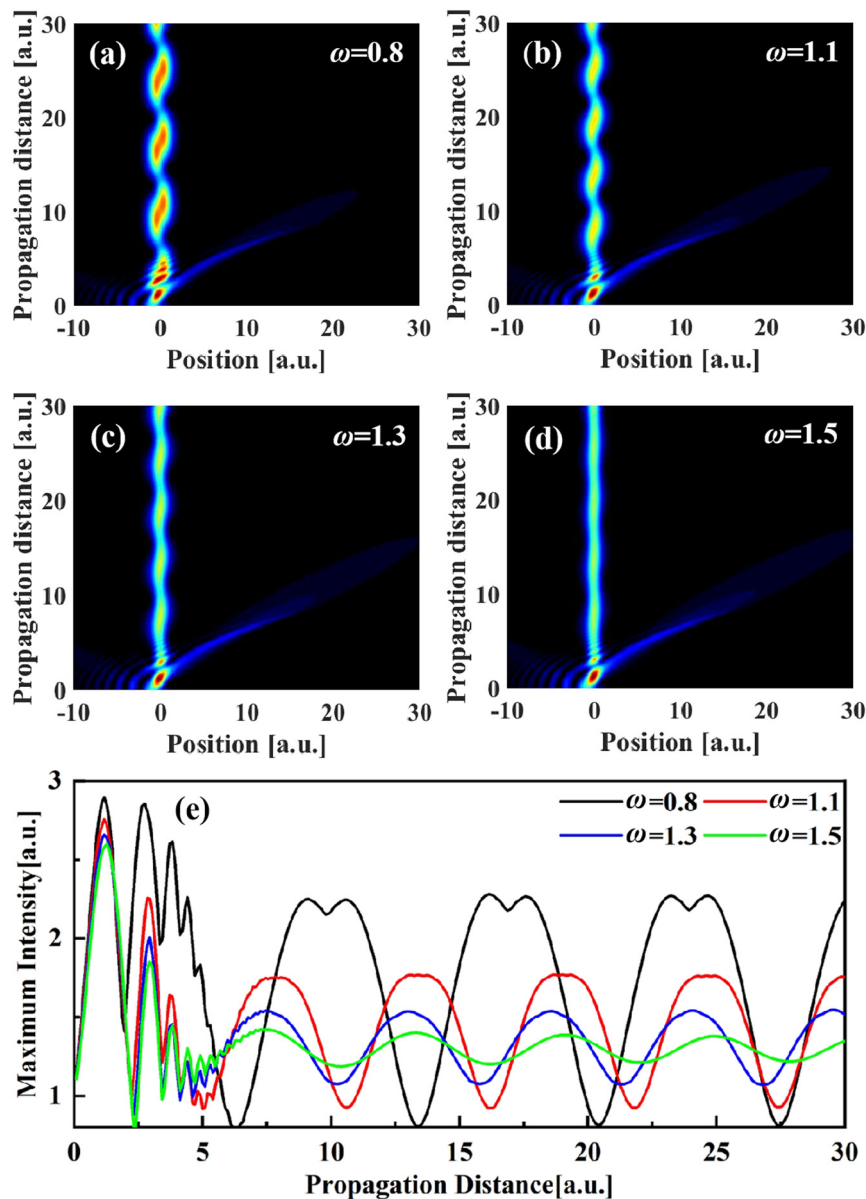 (a) ω=0.8
30
20
10
0
Propagation distance [a.u.]
-10 0 10 20 30
Position [a.u.]
(b) ω=1.1
30
20
10
0
Propagation distance [a.u.]
-10 0 10 20 30
Position [a.u.]
(c) ω=1.3
30
20
10
0
Propagation distance [a.u.]
-10 0 10 20 30
Position [a.u.]
(d) ω=1.5
30
20
10
0
Propagation distance [a.u.]
-10 0 10 20 30
Position [a.u.]
(e)
ω=0.8 ω=1.1
ω=1.3 ω=1.5
3
2
1
Maximum Intensity[a.u.]
0 5 10 15 20 25 30
Propagation Distance[a.u.]